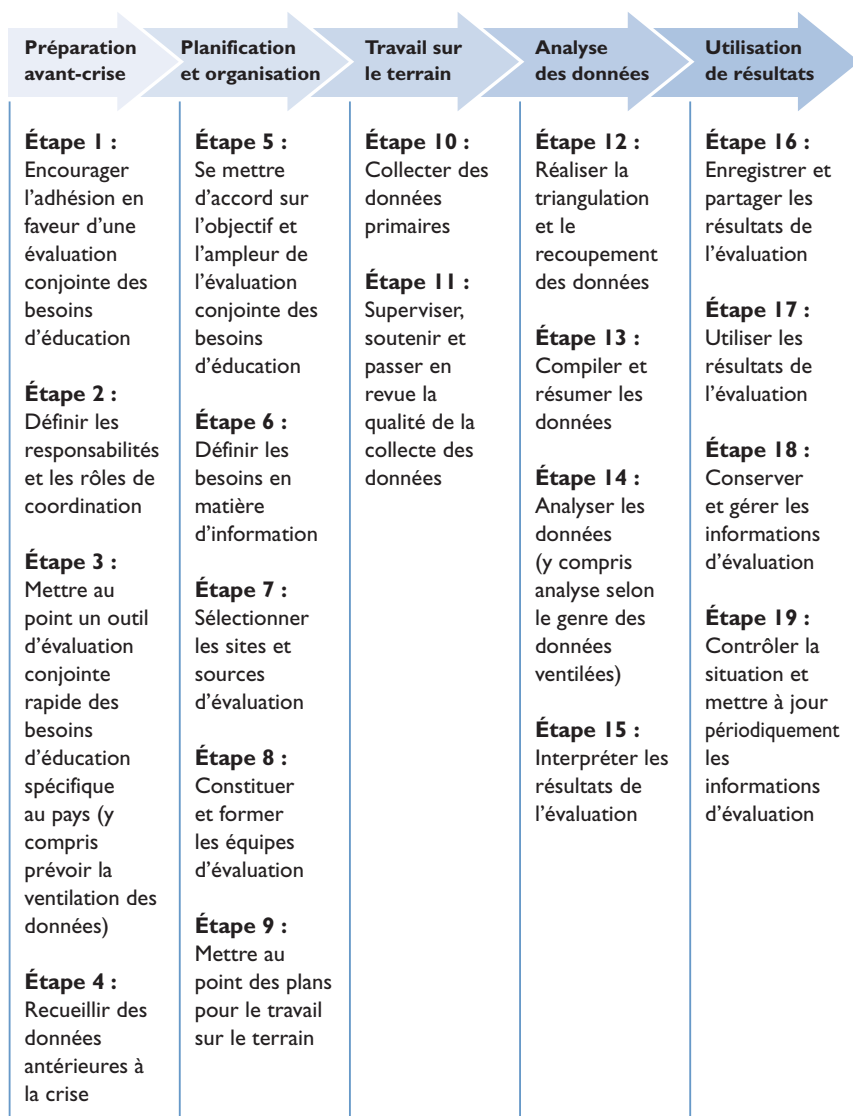 Préparation
avant-crise
Planification
et organisation
Travail sur
le terrain
Analyse
des données
Utilisation
de résultats
Étape 1 :
Encourager
l’adhésion en
faveur d’une
évaluation
conjointe des
besoins
d’éducation
Étape 2 :
Définir les
responsabilités
et les rôles de
coordination
Étape 3 :
Mettre au
point un outil
d’évaluation
conjointe
rapide des
besoins
d’éducation
spécifique
au pays (y
compris
prévoir la
ventilation des
données)
Étape 4 :
Recueillir des
données
antérieures à
la crise
Étape 5 :
Se mettre
d’accord sur
l’objectif et
l’ampleur de
l’évaluation
conjointe des
besoins
d’éducation
Étape 6 :
Définir les
besoins en
matière
d’information
Étape 7 :
Sélectionner
les sites et
sources
d’évaluation
Étape 8 :
Constituer
et former
les équipes
d’évaluation
Étape 9 :
Mettre au
point des plans
pour le travail
sur le terrain
Étape 10 :
Collecter des
données
primaires
Étape 11 :
Superviser,
soutenir et
passer en
revue la
qualité de la
collecte des
données
Étape 12 :
Réaliser la
triangulation
et le
recoupement
des données
Étape 13 :
Compiler et
résumer les
données
Étape 14 :
Analyser les
données
(y compris
analyse selon
le genre des
données
ventilées)
Étape 15 :
Interpréter les
résultats de
l’évaluation
Étape 16 :
Enregistrer et
partager les
résultats de
l’évaluation
Étape 17 :
Utiliser les
résultats de
l’évaluation
Étape 18 :
Conserver
et gérer les
informations
d’évaluation
Étape 19 :
Contrôler la
situation et
mettre à jour
périodiquement
les
informations
d’évaluation